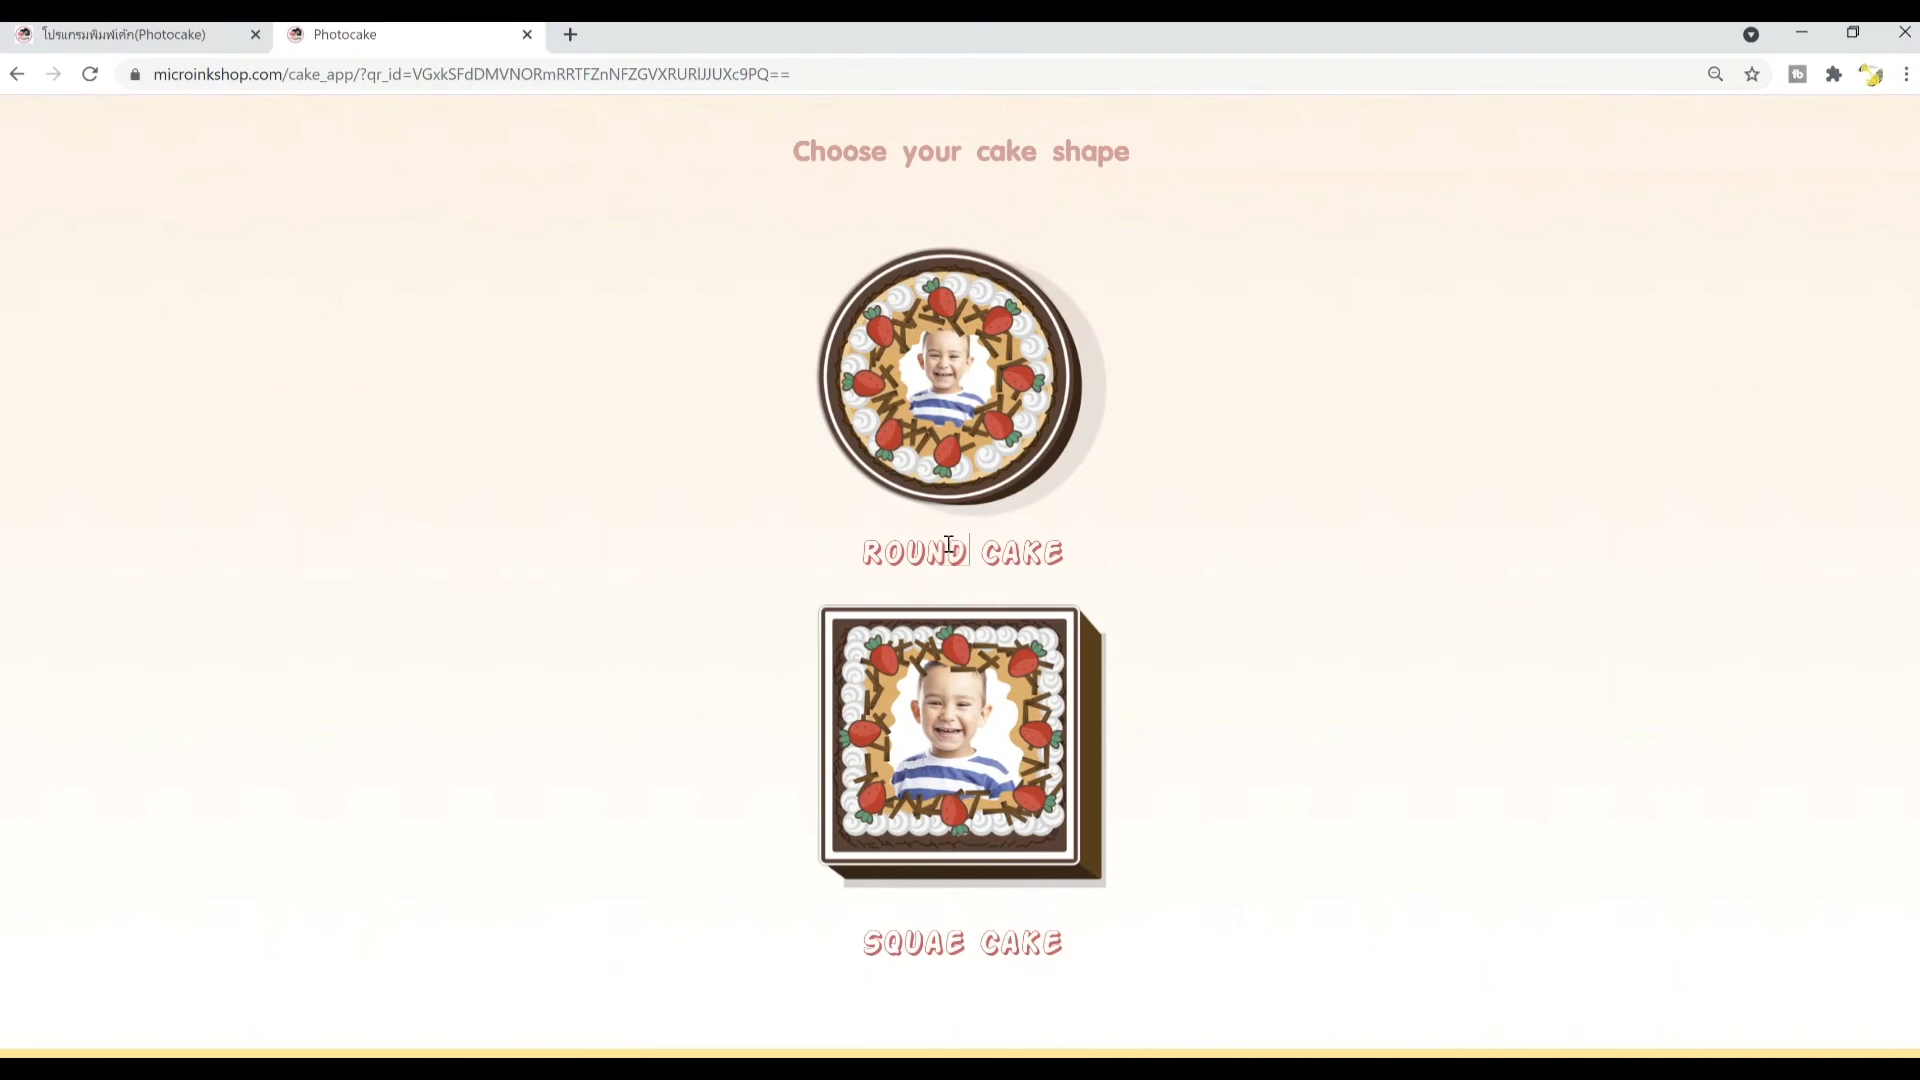 โปรแกรมพิมพ์เค้ก(Photocake)
Photocake
microinkshop.com/cake_app/?qr_id=VGxkSFdDMVNORmRRTFZnNFZGVXRURlJJUXc9PQ==
Choose your cake shape
ROUND CAKE
SQUAE CAKE